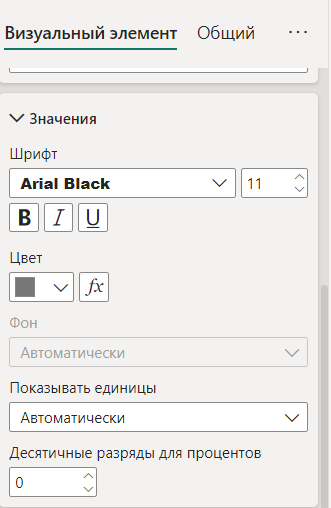 Визуальный элемент Общий ...
Значения
Шрифт
Arial Black 11
B I U
Цвет
fx
Фон
Автоматически
Показывать единицы
Автоматически
Десятичные разряды для процентов
0